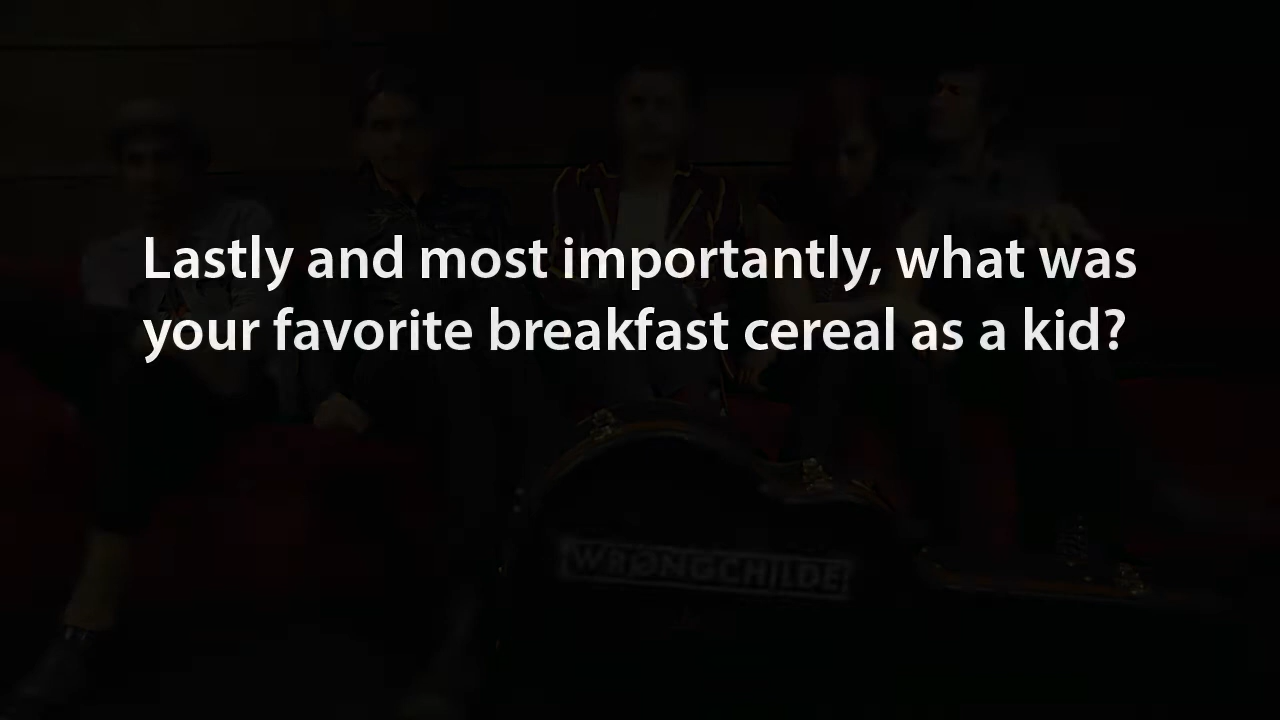 Lastly and most importantly, what was
your favorite breakfast cereal as a kid?
WRONGCHILDE